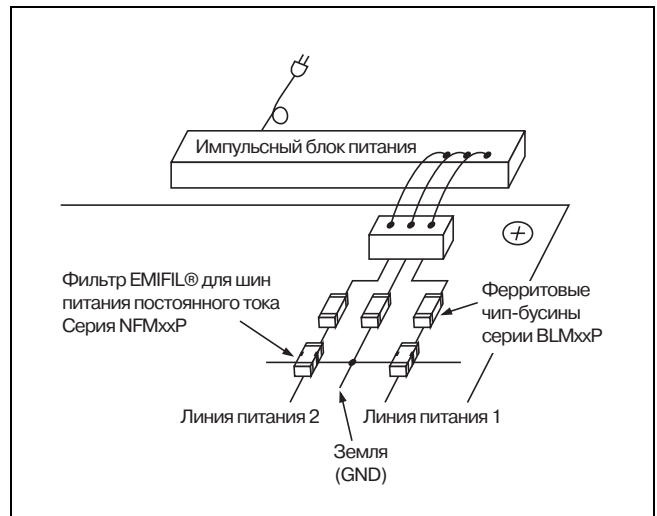 Импульсный блок питания
Фильтр EMIFIL® для шин
питания постоянного тока
Серия NFMxxP
Ферритовые
чип-бусины
серии BLMxxP
Линия питания 2
Линия питания 1
Земля
(GND)